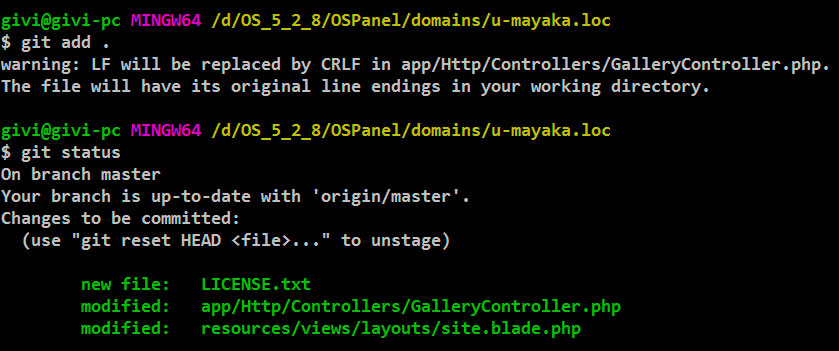 givi@givi-pc MINGW64 /d/OS_5_2_8/OSPanel/domains/u-mayaka.loc
$ git add .
warning: LF will be replaced by CRLF in app/Http/Controllers/GalleryController.php.
The file will have its original line endings in your working directory.

givi@givi-pc MINGW64 /d/OS_5_2_8/OSPanel/domains/u-mayaka.loc
$ git status
On branch master
Your branch is up-to-date with 'origin/master'.
Changes to be committed:
  (use "git reset HEAD <file>..." to unstage)

        new file:   LICENSE.txt
        modified:   app/Http/Controllers/GalleryController.php
        modified:   resources/views/layouts/site.blade.php